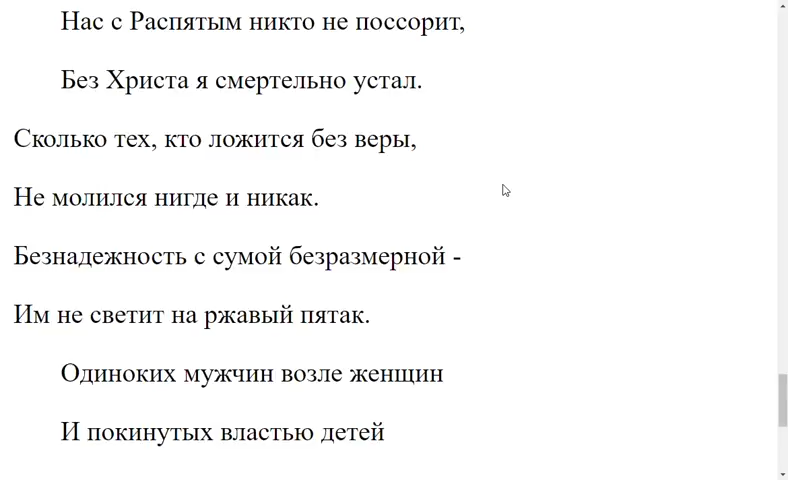 Нас с Распятым никто не поссорит,
Без Христа я смертельно устал.
Сколько тех, кто ложится без веры,
Не молился нигде и никак.
Безнадежность с сумой безразмерной -
Им не светит на ржавый пятак.
Одиноких мужчин возле женщин
И покинутых властью детей